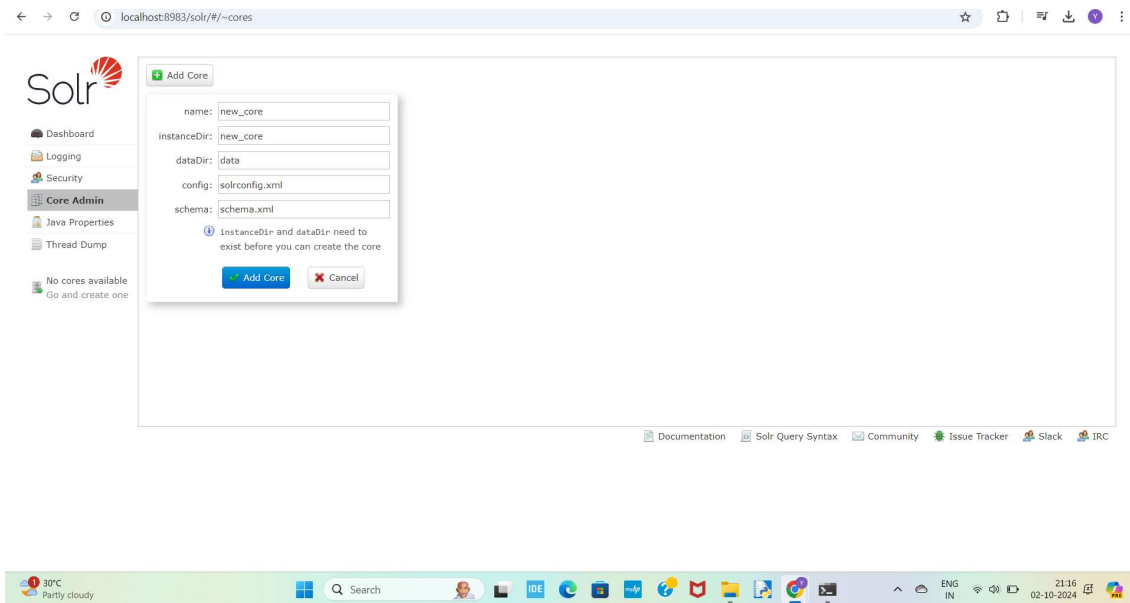 localhost:8983/solr/#/~cores
Y
Solr
Add Core
name: new_core
instanceDir: new_core
dataDir: data
config: solrconfig.xml
schema: schema.xml
instanceDir and dataDir need to
exist before you can create the core
Add Core Cancel
Dashboard
Logging
Security
Core Admin
Java Properties
Thread Dump
No cores available
Go and create one
Documentation Solr Query Syntax Community Issue Tracker Slack IRC
1
30°C
Partly cloudy
Search
IDE
Y
ENG
IN
21:16
02-10-2024
PRE